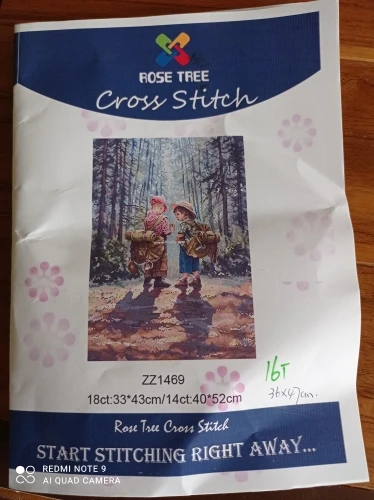 ROSE TREE
Cross Stitch
ZZ1469
18ct:33*43cm/14ct:40*52cm
16T
36x47cm.
Rose Tree Cross Stitch
START STITCHING RIGHT AWAY...
REDMI NOTE 9
AI QUAD CAMERA